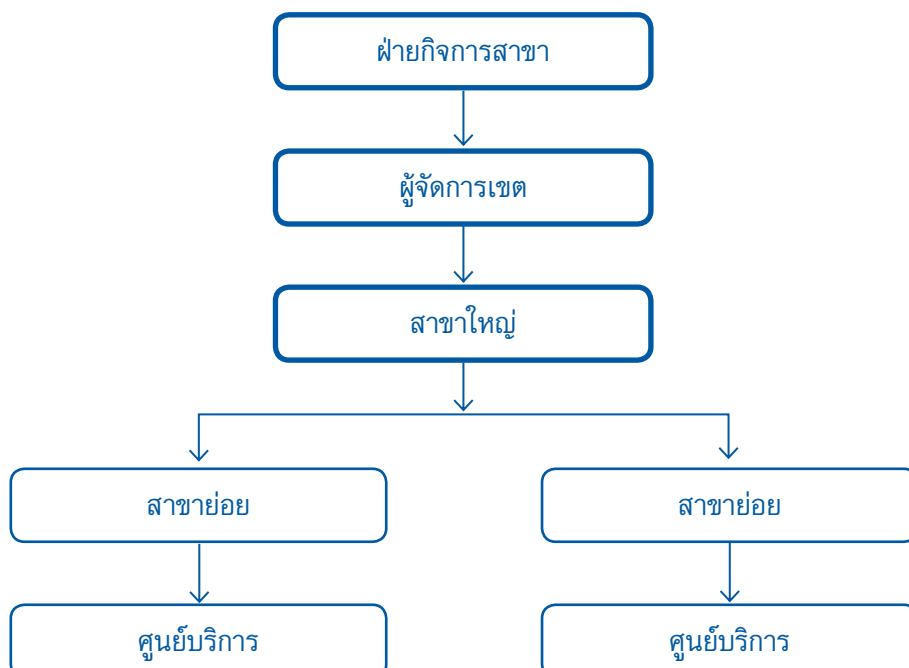 ฝ่ายกิจการสาขา
ผู้จัดการเขต
สาขาใหญ่
สาขาย่อย
สาขาย่อย
ศูนย์บริการ
ศูนย์บริการ